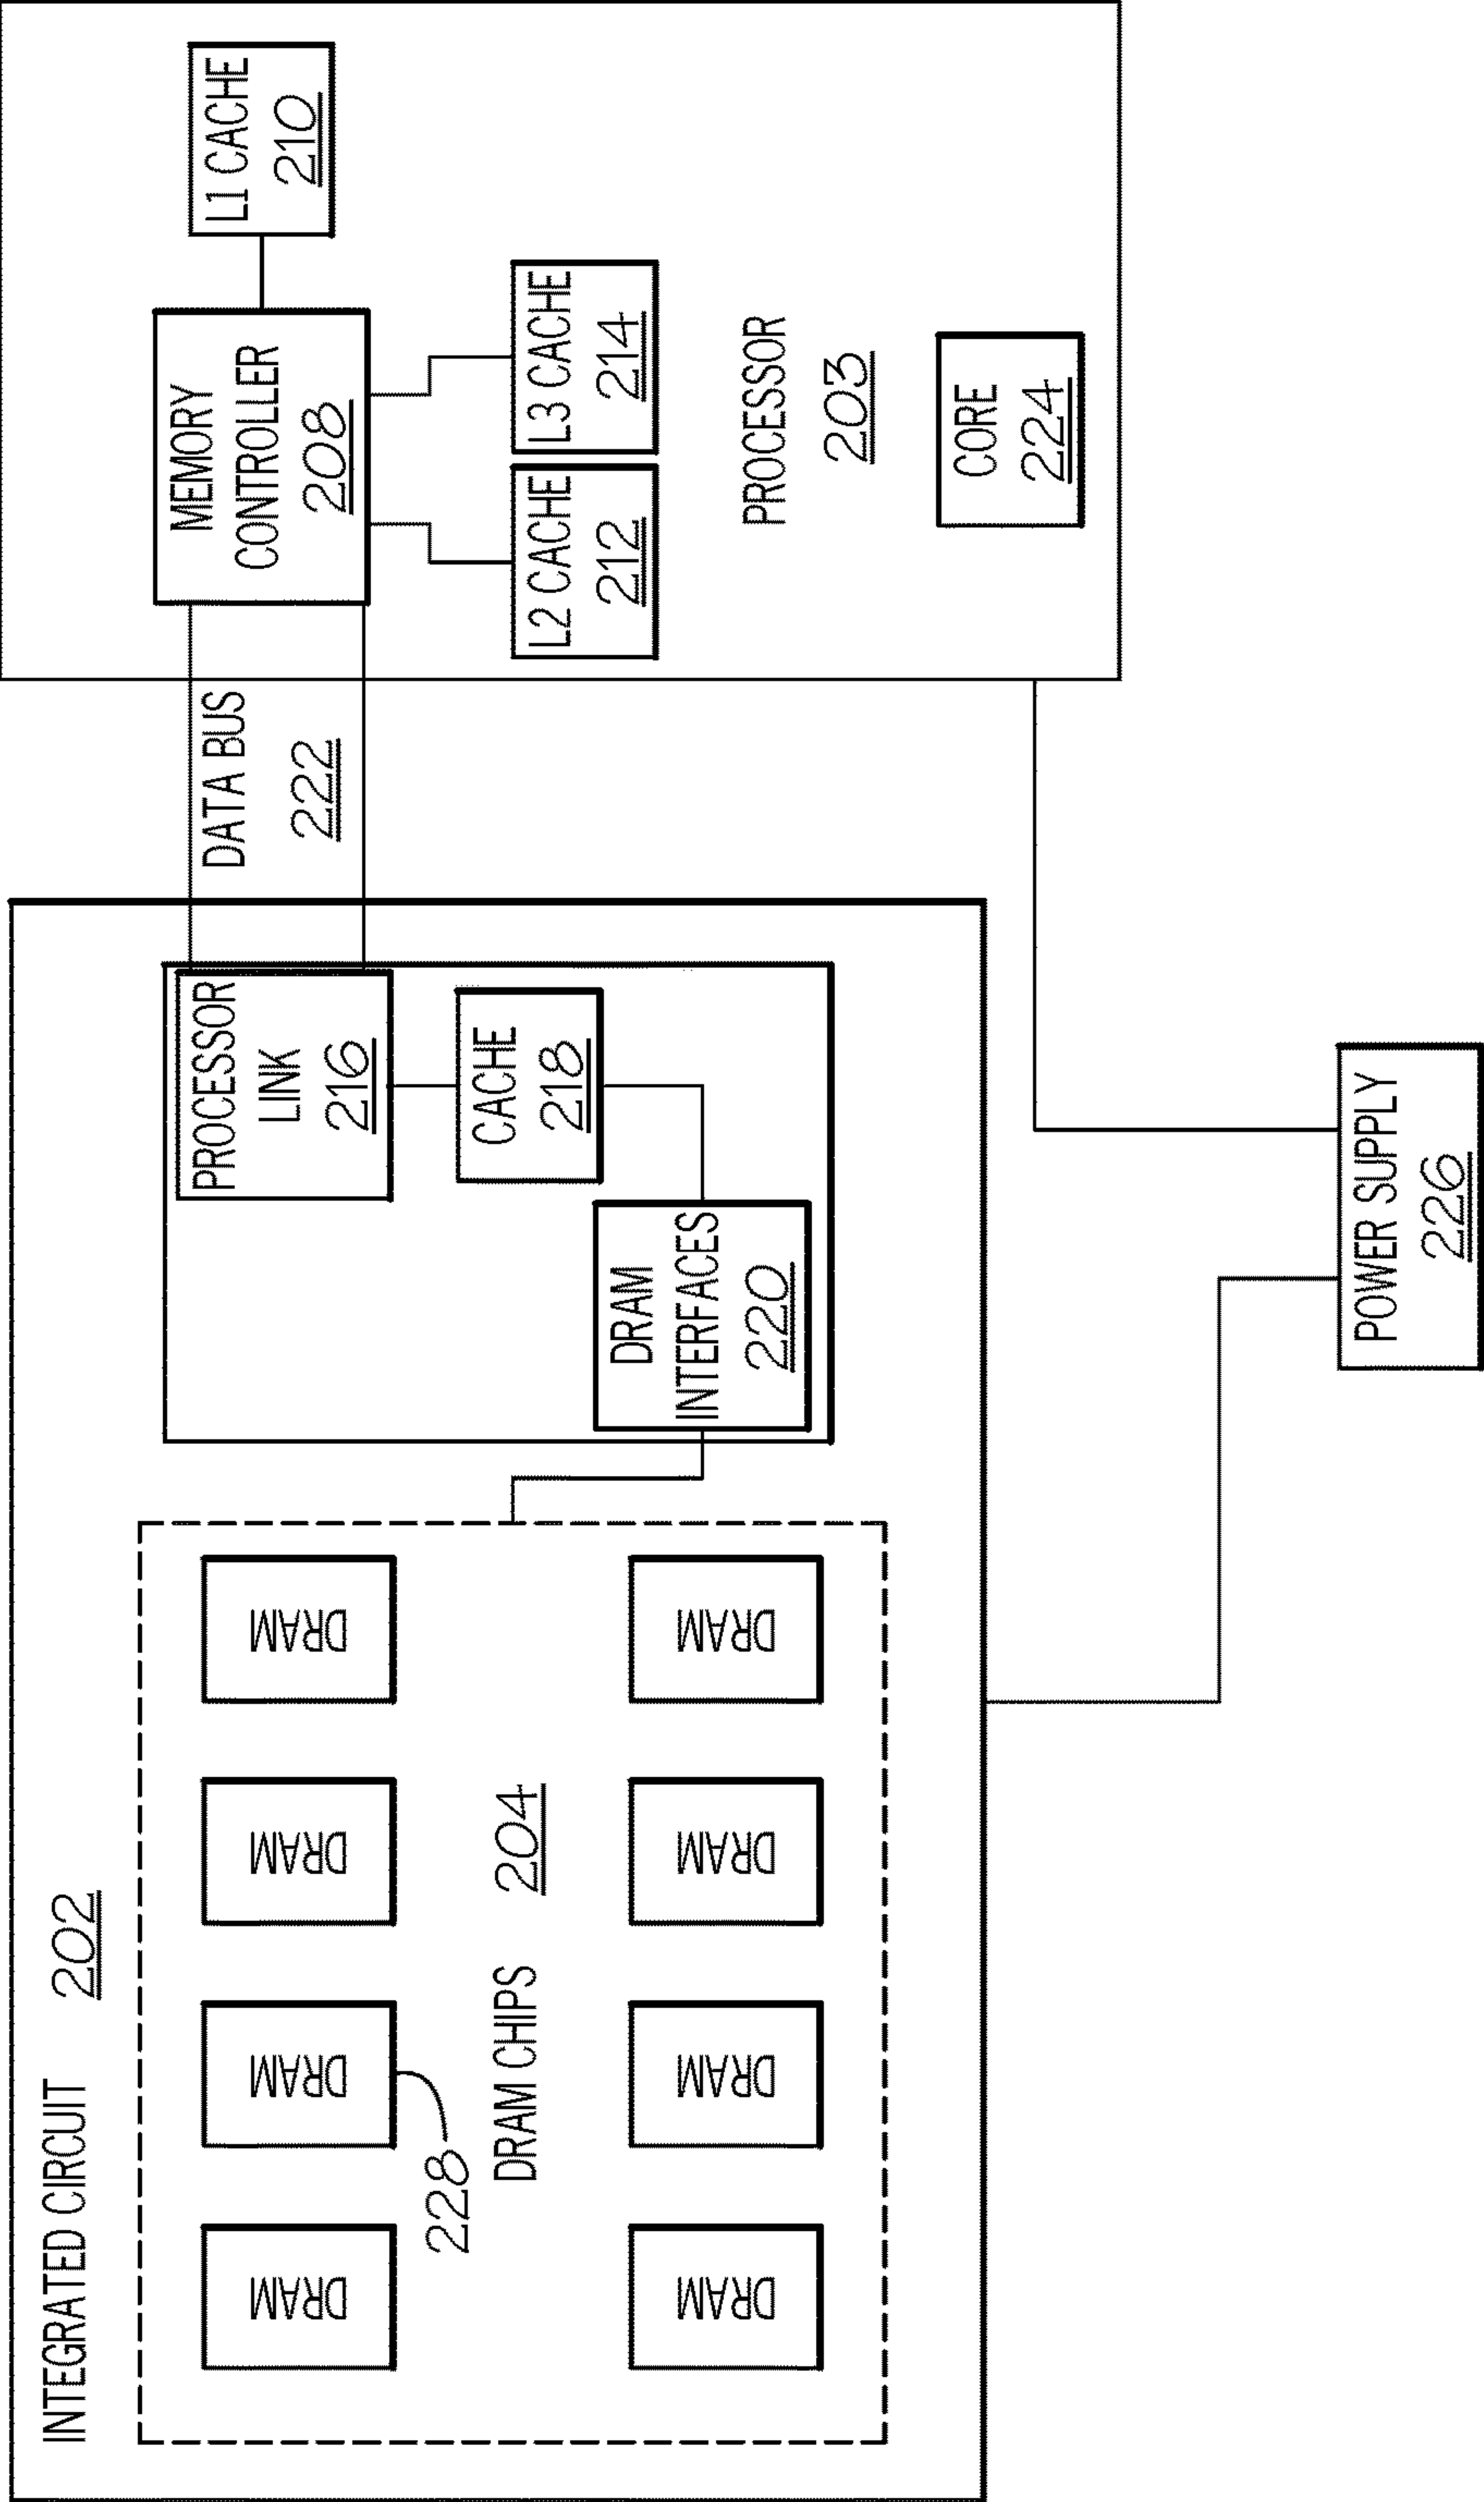 INTEGRATED CIRCUIT
202
DRAM
DRAM
DRAM
DRAM
228
DRAM CHIPS
204
DRAM
DRAM
DRAM
DRAM
PROCESSOR
LINK
216
CACHE
218
DRAM
INTERFACES
220
DATA BUS
222
MEMORY
CONTROLLER
208
L1 CACHE
210
L2 CACHE
212
L3 CACHE
214
PROCESSOR
203
CORE
224
POWER SUPPLY
226